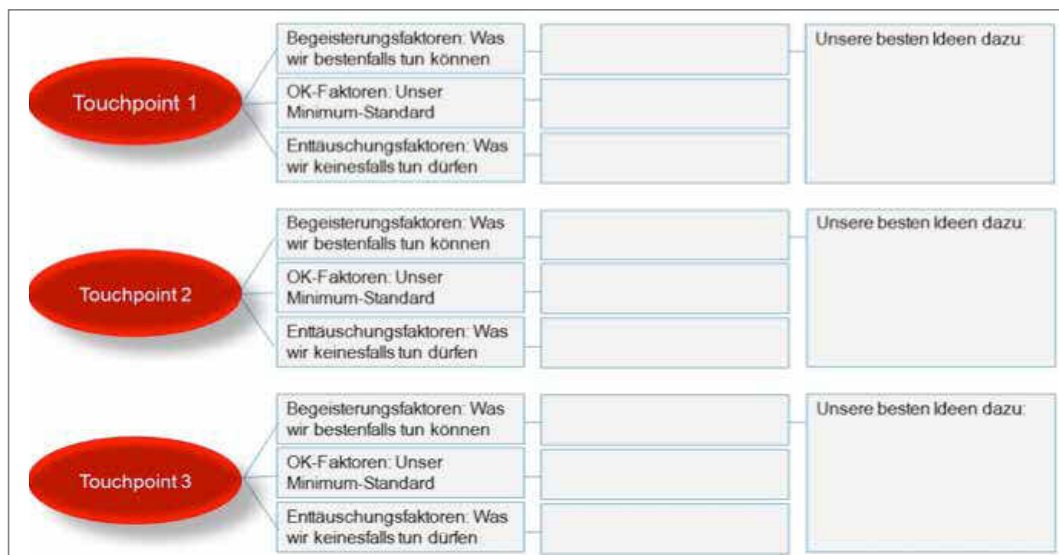 Touchpoint 1
Begeisterungsfaktoren: Was
wir bestenfalls tun können
OK-Faktoren: Unser
Minimum-Standard
Enttäuschungsfaktoren: Was
wir keinesfalls tun dürfen
Unsere besten Ideen dazu:
Touchpoint 2
Begeisterungsfaktoren: Was
wir bestenfalls tun können
OK-Faktoren: Unser
Minimum-Standard
Enttäuschungsfaktoren: Was
wir keinesfalls tun dürfen
Unsere besten Ideen dazu:
Touchpoint 3
Begeisterungsfaktoren: Was
wir bestenfalls tun können
OK-Faktoren: Unser
Minimum-Standard
Enttäuschungsfaktoren: Was
wir keinesfalls tun dürfen
Unsere besten Ideen dazu: